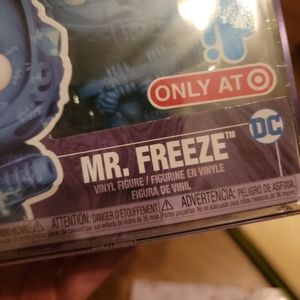 ONLY AT
DC
MR. FREEZE™
VINYL FIGURE / FIGURINE EN VINYLE
FIGURA DE VINIL
ATTENTION: DANGER D'ÉTOUFFEMENT
ADVERTENCIA: PELIGRO DE ASFIXIA